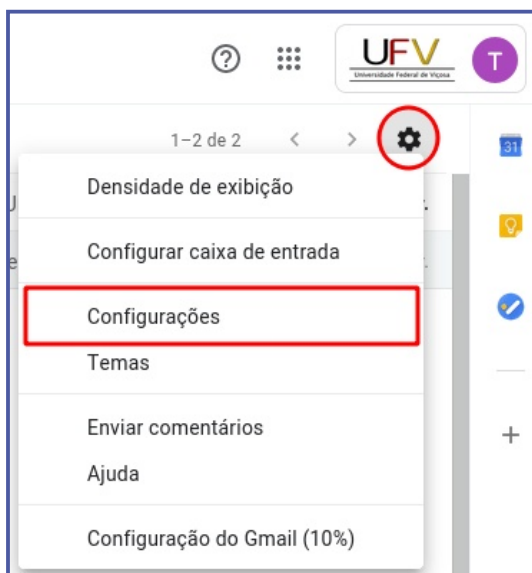 UFV
Universidade Federal de Viçosa
T
1–2 de 2
31
Densidade de exibição
Configurar caixa de entrada
Configurações
Temas
Enviar comentários
Ajuda
Configuração do Gmail (10%)